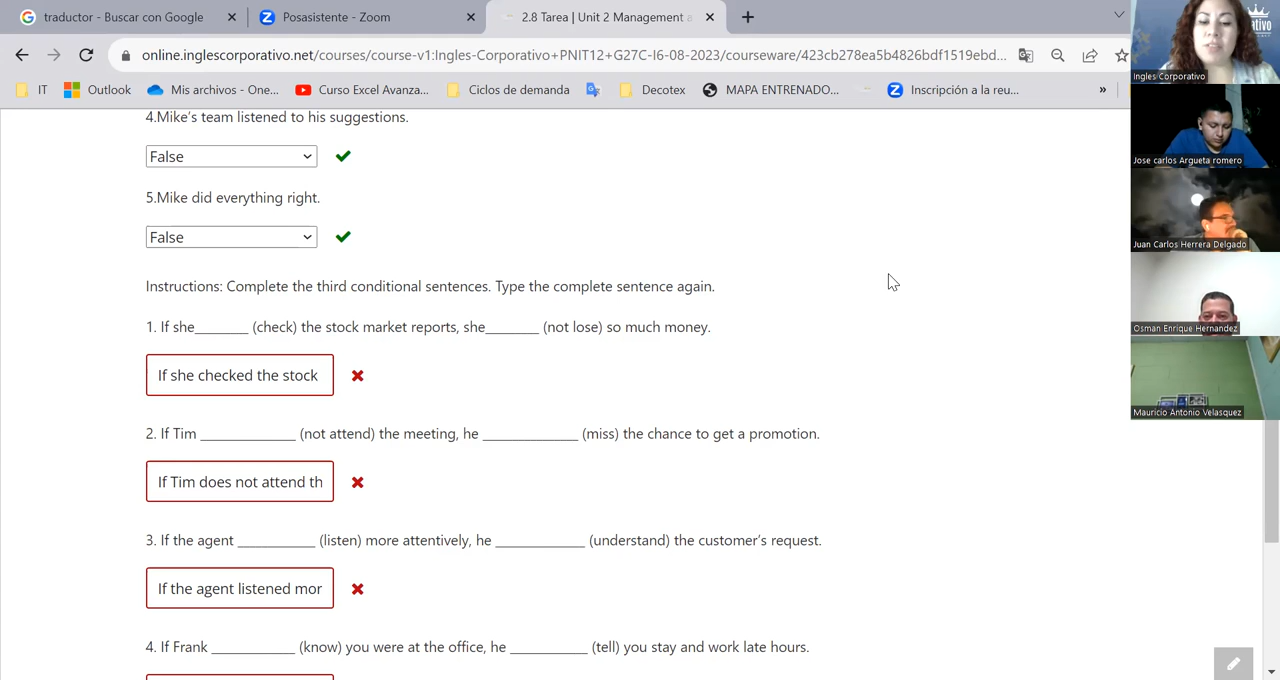 traductor - Buscar con Google
Posasistente - Zoom
2.8 Tarea | Unit 2 Management a
online.inglescorporativo.net/courses/course-v1:Ingles-Corporativo+PNIT12+G27C-I6-08-2023/courseware/423cb278ea5b4826bdf1519ebd...
IT
Outlook
Mis archivos - One...
Curso Excel Avanza...
Ciclos de demanda
Decotex
MAPA ENTRENADO...
Inscripción a la reu...
»
4.Mike's team listened to his suggestions.
False
5.Mike did everything right.
False
Instructions: Complete the third conditional sentences. Type the complete sentence again.
1. If she_______ (check) the stock market reports, she_______ (not lose) so much money.
If she checked the stock
2. If Tim ____________ (not attend) the meeting, he ____________ (miss) the chance to get a promotion.
If Tim does not attend th
3. If the agent __________ (listen) more attentively, he ___________ (understand) the customer's request.
If the agent listened mor
4. If Frank ___________ (know) you were at the office, he __________ (tell) you stay and work late hours.
Ingles Corporativo
Jose carlos Argueta romero
Juan Carlos Herrera Delgado
Osman Enrique Hernandez
Mauricio Antonio Velasquez